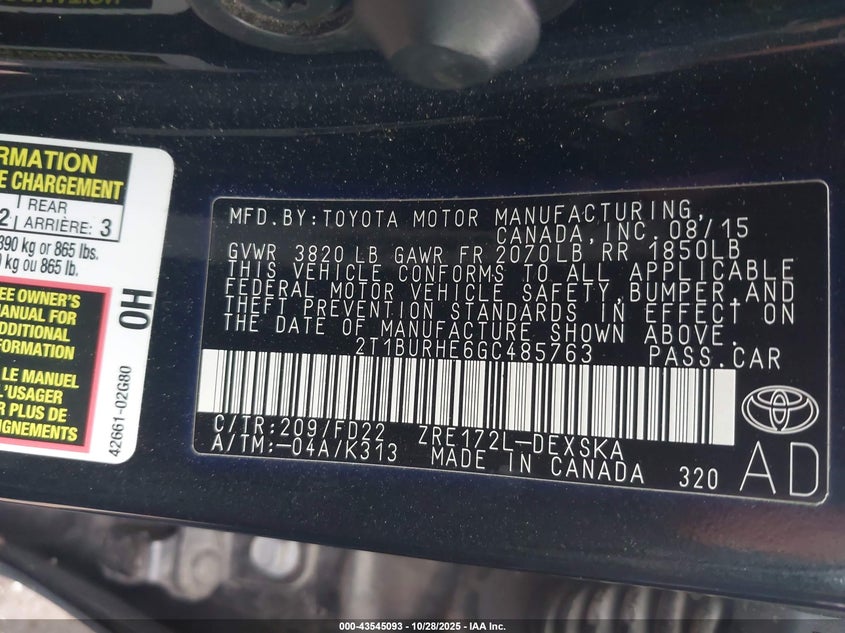 RMATION
E CHARGEMENT
2 REAR
ARRIÈRE: 3
390 kg or 865 lbs.
kg ou 865 lb.
EE OWNER'S
MANUAL FOR
ADDITIONAL
FORMATION
LE MANUEL
L'USAGER
R PLUS DE
IGNEMENTS
OH
42661-02G80
MFD.BY:TOYOTA MOTOR MANUFACTURING,
CANADA,INC.08/15
GVWR 3820 LB GAWR FR 2070LB RR 1850LB
THIS VEHICLE CONFORMS TO ALL APPLICABLE
FEDERAL MOTOR VEHICLE SAFETY,BUMPER,AND
THEFT PREVENTION STANDARDS IN EFFECT ON
THE DATE OF MANUFACTURE SHOWN ABOVE.
2T1BURHE6GC485763 PASS.CAR
C/TR:209/FD22 ZRE172L-DEXSKA
A/TM:-04A/K313 MADE IN CANADA 320
AD
000-43545093 - 10/28/2025 - IAA Inc.